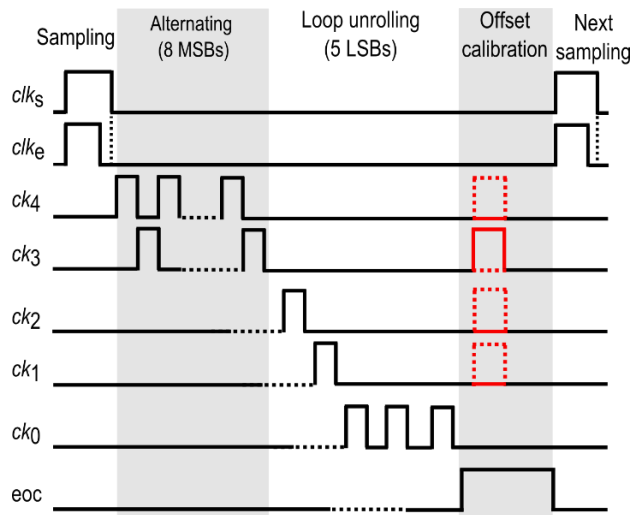 Sampling
Alternating
(8 MSBs)
Loop unrolling
(5 LSBs)
Offset
calibration
Next
sampling
clks
clke
ck4
ck3
ck2
ck1
ck0
eoc